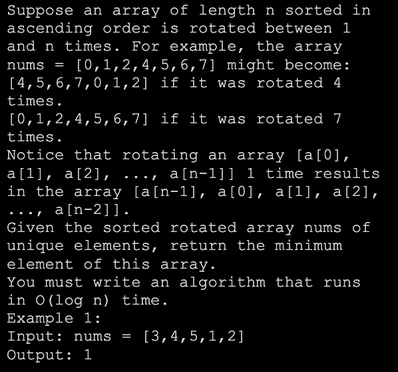 Suppose an array of length n sorted in
ascending order is rotated between 1
and n times. For example, the array
nums = [0,1,2,4,5,6,7] might become:
[4,5,6,7,0,1,2] if it was rotated 4
times.
[0,1,2,4,5,6,7] if it was rotated 7
times.
Notice that rotating an array [a[0],
a[1], a[2], ..., a[n-1]] 1 time results
in the array [a[n-1], a[0], a[1], a[2],
..., a[n-2]].
Given the sorted rotated array nums of
unique elements, return the minimum
element of this array.
You must write an algorithm that runs
in O(log n) time.
Example 1:
Input: nums = [3,4,5,1,2]
Output: 1